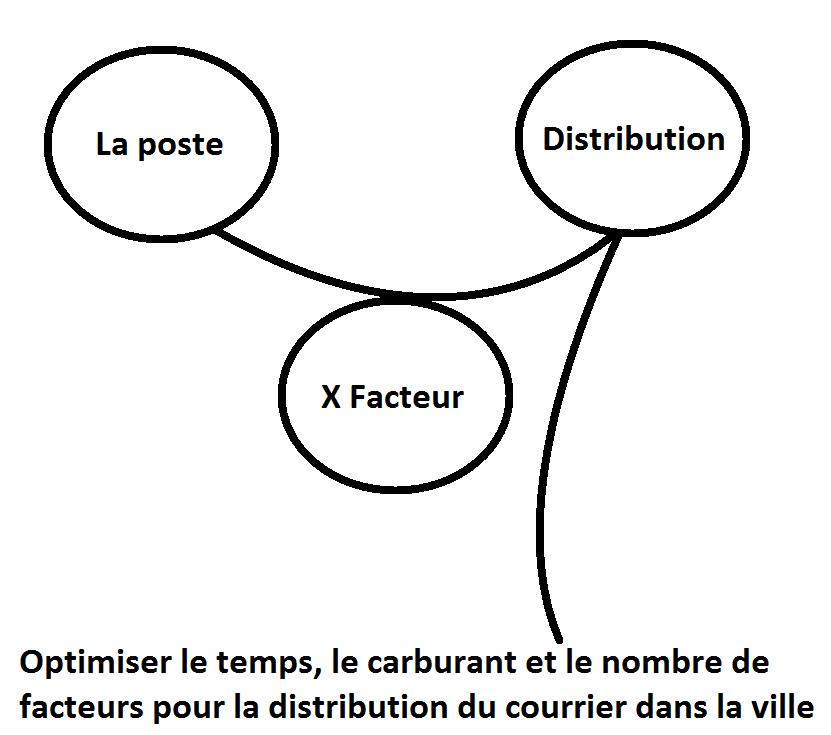 La poste
Distribution
X Facteur
Optimiser le temps, le carburant et le nombre de
facteurs pour la distribution du courrier dans la ville